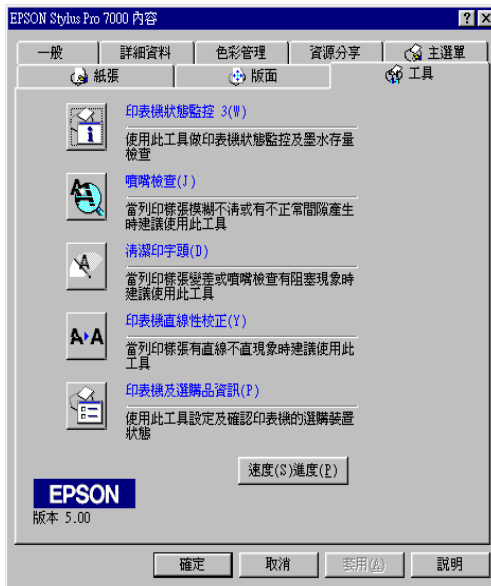 EPSON Stylus Pro 7000 內容
一般 詳細資料 色彩管理 資源分享 主選單
紙張 版面 工具
印表機狀態監控 3(W)
使用此工具做印表機狀態監控及墨水存量
檢查
噴嘴檢查(J)
當列印樣張模糊不清或有不正常間隙產生
時建議使用此工具
清潔印字頭(D)
當列印樣張變差或噴嘴檢查有阻塞現象時
建議使用此工具
印表機直線性校正(Y)
當列印樣張有直線不直現象時建議使用此
工具
印表機及選購品資訊(P)
使用此工具設定及確認印表機的選購裝置
狀態
速度(S)進度(P)
EPSON
版本 5.00
確定 取消 套用(A) 說明